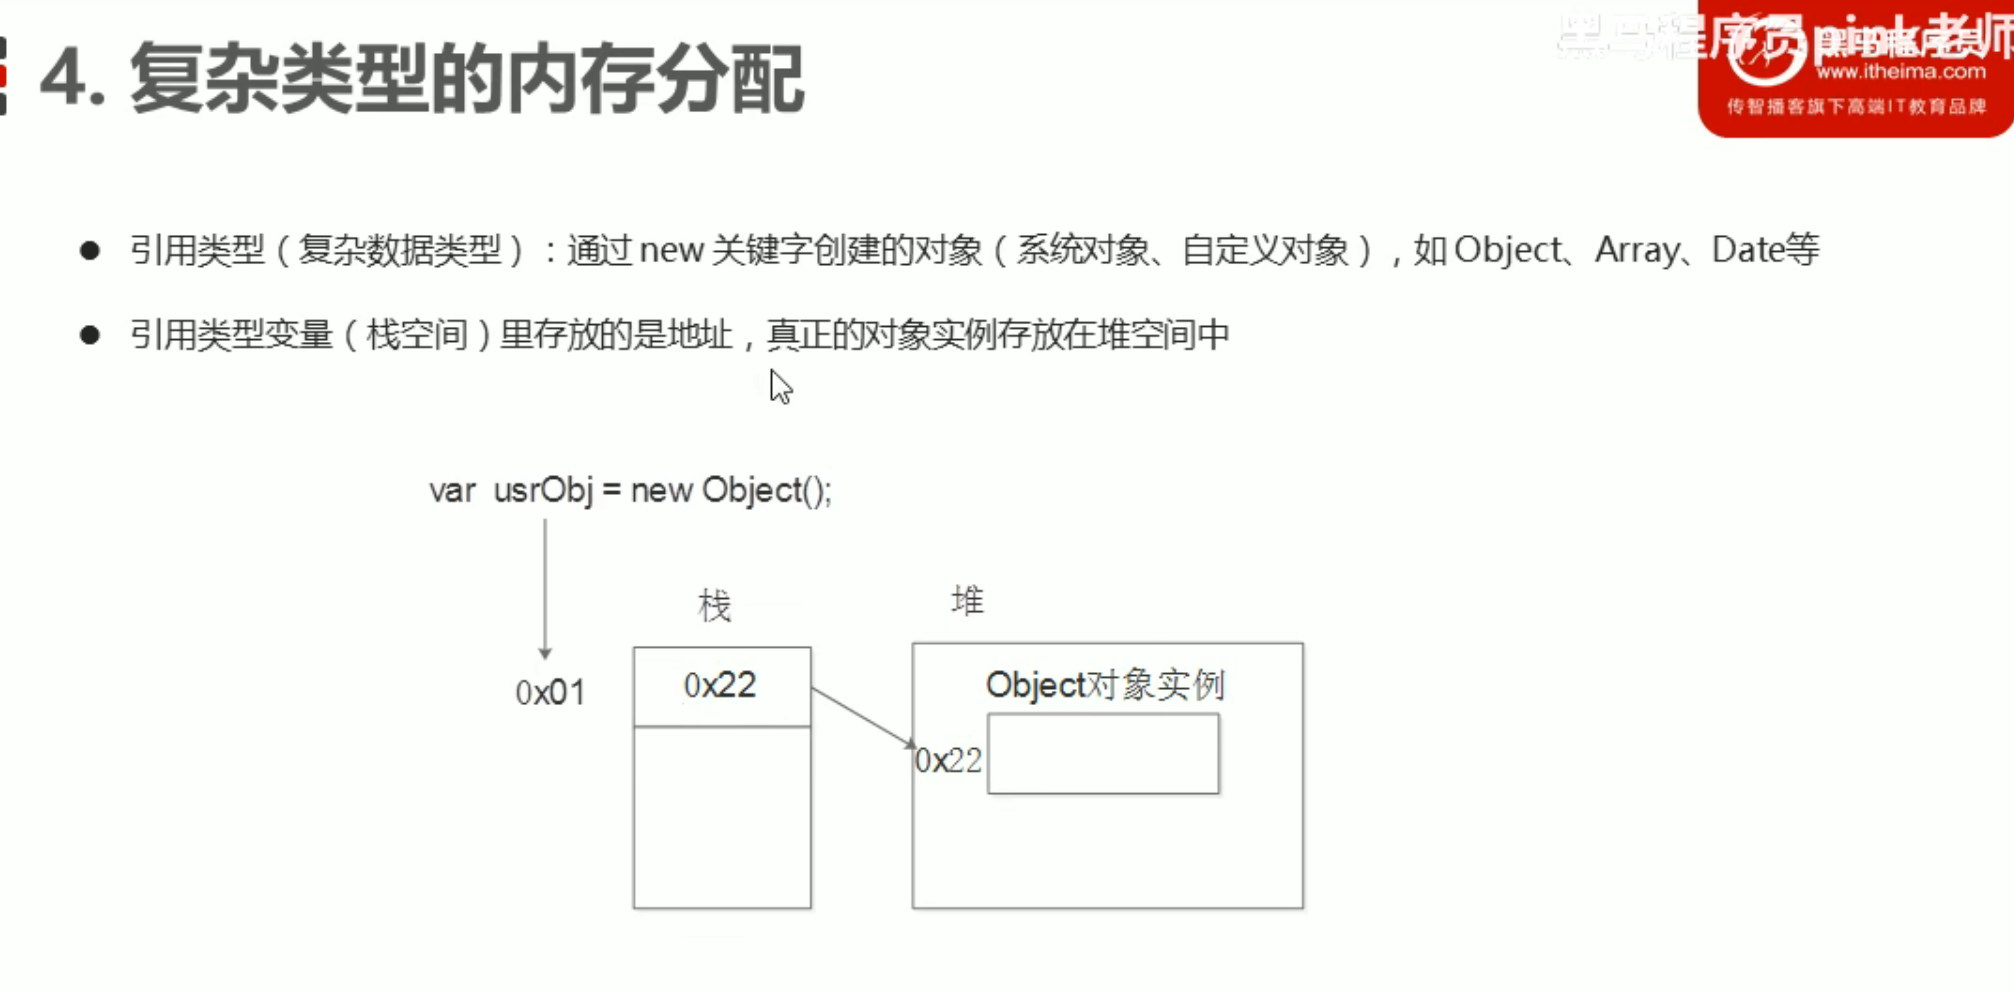 黑马程序员pink老师
www.itheima.com
传智播客旗下高端IT教育品牌
4. 复杂类型的内存分配
● 引用类型（复杂数据类型）：通过 new 关键字创建的对象（系统对象、自定义对象），如 Object、Array、Date等
● 引用类型变量（栈空间）里存放的是地址，真正的对象实例存放在堆空间中
var usrObj = new Object();
栈
堆
0x01
0x22
Object对象实例
0x22